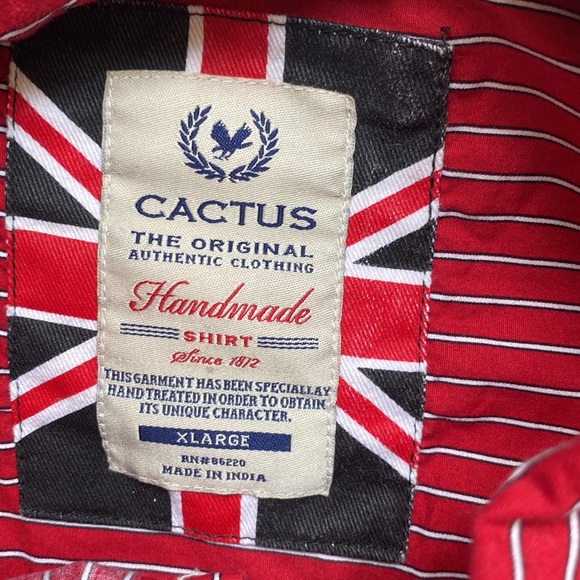 CACTUS
THE ORIGINAL
AUTHENTIC CLOTHING
Handmade
SHIRT
Since 1872
THIS GARMENT HAS BEEN SPECIALLAY
HAND TREATED IN ORDER TO OBTAIN
ITS UNIQUE CHARACTER.
XLARGE
RN#86220
MADE IN INDIA